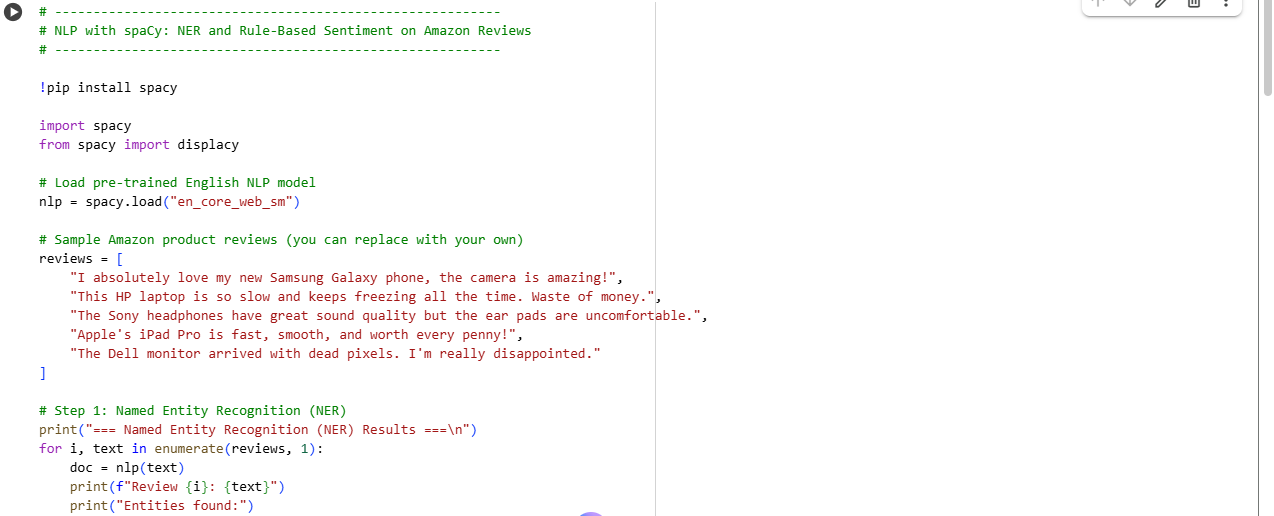 # ----------------------------------------------------------
# NLP with spaCy: NER and Rule-Based Sentiment on Amazon Reviews
# ----------------------------------------------------------
!pip install spacy
import spacy
from spacy import displacy
# Load pre-trained English NLP model
nlp = spacy.load("en_core_web_sm")
# Sample Amazon product reviews (you can replace with your own)
reviews = [
    "I absolutely love my new Samsung Galaxy phone, the camera is amazing!",
    "This HP laptop is so slow and keeps freezing all the time. Waste of money.",
    "The Sony headphones have great sound quality but the ear pads are uncomfortable.",
    "Apple's iPad Pro is fast, smooth, and worth every penny!",
    "The Dell monitor arrived with dead pixels. I'm really disappointed."
]
# Step 1: Named Entity Recognition (NER)
print("=== Named Entity Recognition (NER) Results ===\n")
for i, text in enumerate(reviews, 1):
    doc = nlp(text)
    print(f"Review {i}: {text}")
    print("Entities found:")